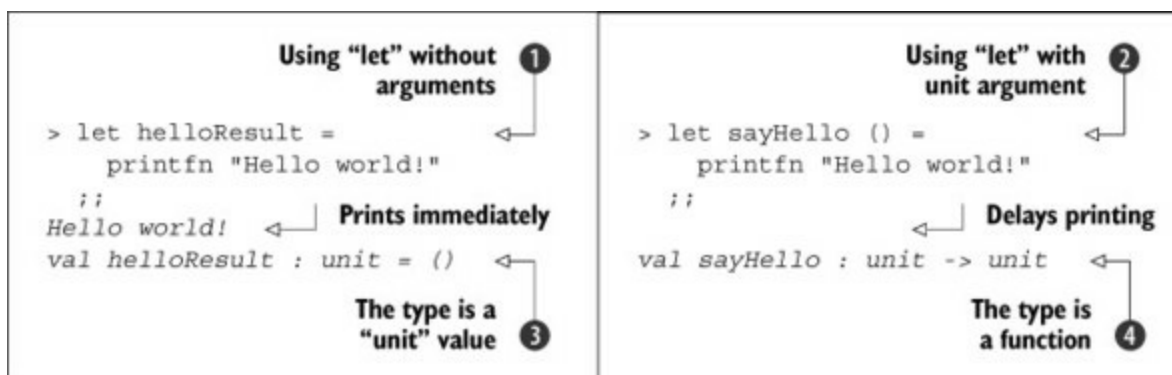 Using “let” without
arguments
1
> let helloResult =
printfn "Hello world!"
;;
Prints immediately
Hello world!
val helloResult : unit = ()
The type is a
“unit” value
3
Using “let” with
unit argument
2
> let sayHello () =
printfn "Hello world!"
;;
Delays printing
val sayHello : unit -> unit
The type is
a function
4